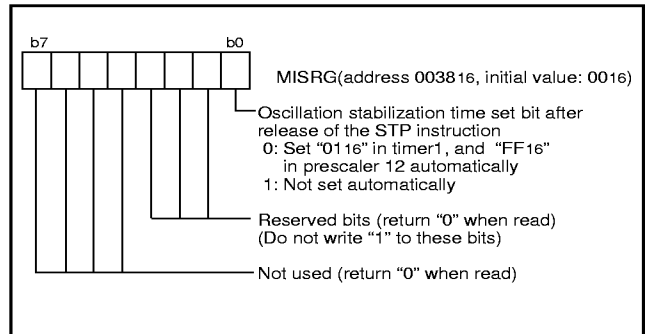 b7 b0
MISRG(address 003816, initial value: 0016)
Oscillation stabilization time set bit after
release of the STP instruction
0: Set “0116” in timer1, and “FF16”
in prescaler 12 automatically
1: Not set automatically
Reserved bits (return “0” when read)
(Do not write “1” to these bits)
Not used (return “0” when read)